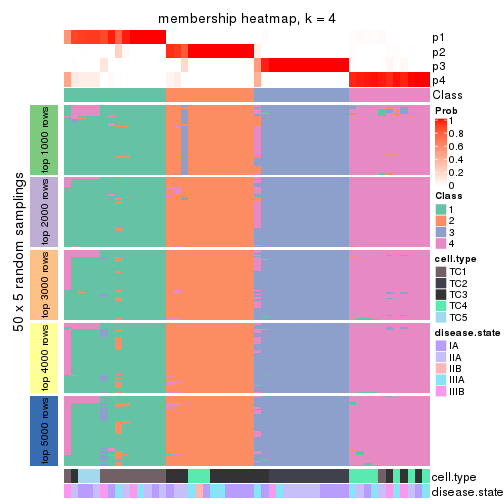 membership heatmap, k = 4
p1
p2
p3
p4
Class
50 x 5 random samplings
top 1000 rows
top 2000 rows
top 3000 rows
top 4000 rows
top 5000 rows
cell.type
disease.state
Prob
1
0.8
0.6
0.4
0.2
0
Class
1
2
3
4
cell.type
TC1
TC2
TC3
TC4
TC5
disease.state
IA
IIA
IIB
IIIA
IIIB